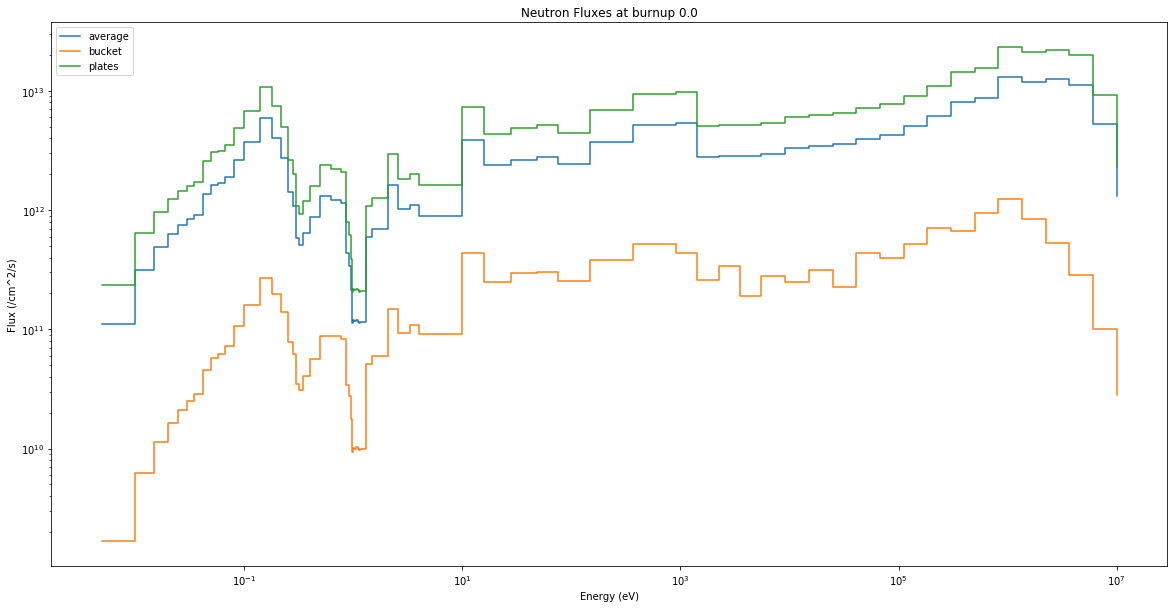 Neutron Fluxes at burnup 0.0
average
bucket
plates
10^13
10^12
10^11
10^10
Flux (/cm^2/s)
10^-1
10^1
10^3
10^5
10^7
Energy (eV)